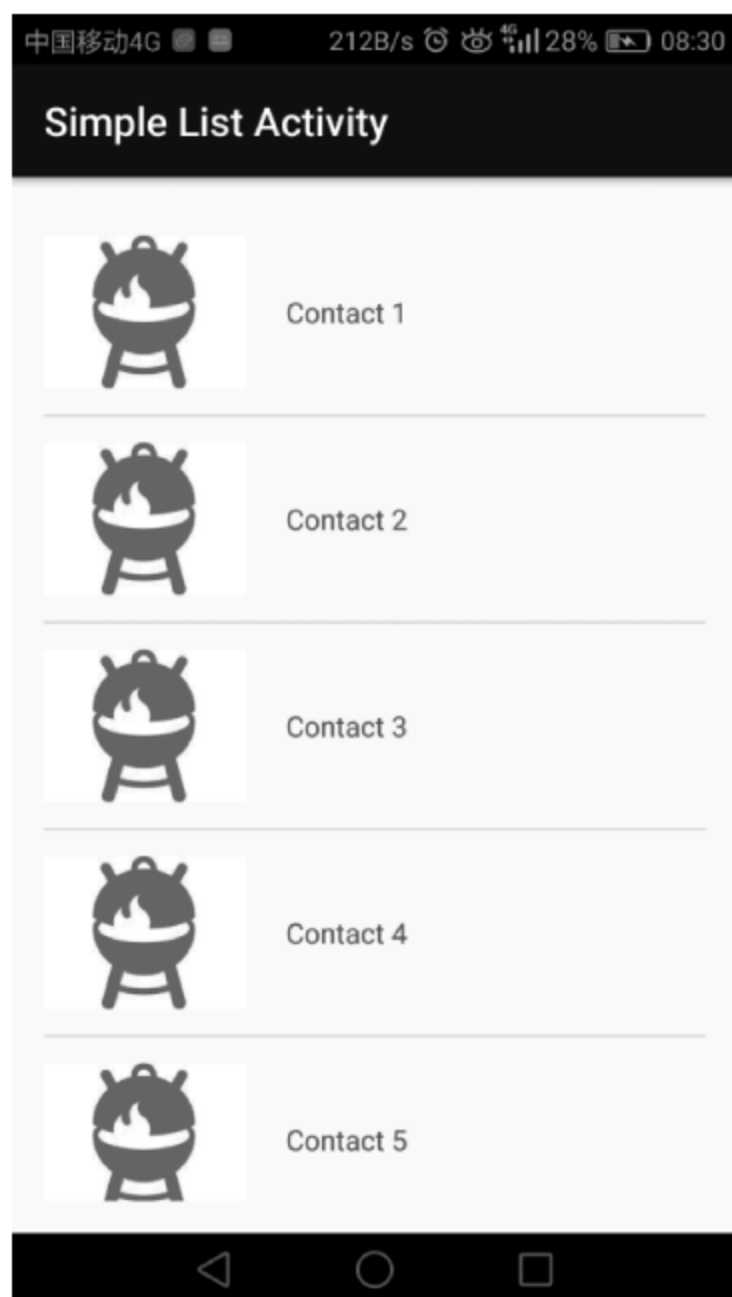 中国移动4G 212B/s 4G 28% 08:30
Simple List Activity
Contact 1
Contact 2
Contact 3
Contact 4
Contact 5